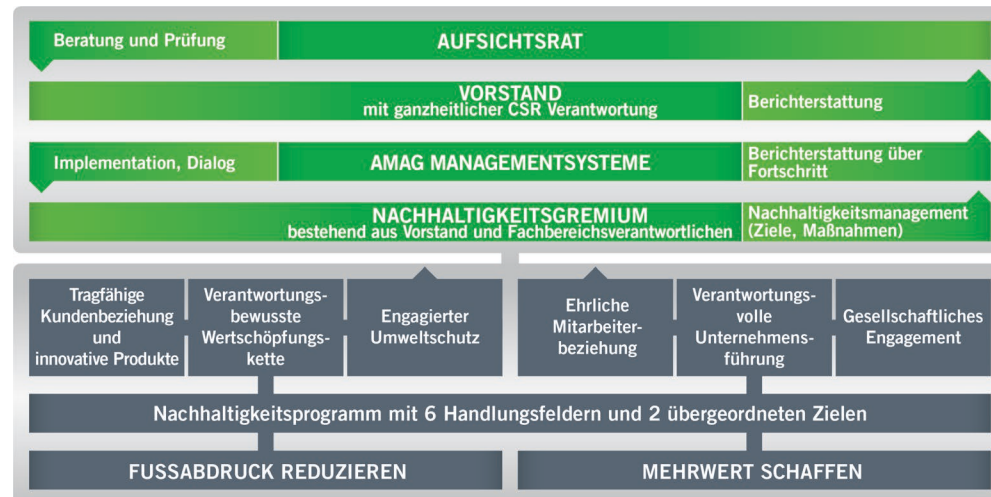 Beratung und Prüfung
AUFSICHTSRAT
VORSTAND
mit ganzheitlicher CSR Verantwortung
Berichterstattung
Implementation, Dialog
AMAG MANAGEMENTSYSTEME
Berichterstattung über
Fortschritt
NACHHALTIGKEITSGREMIUM
bestehend aus Vorstand und Fachbereichsverantwortlichen
Nachhaltigkeitsmanagement
(Ziele, Maßnahmen)
Tragfähige
Kundenbeziehung
und
innovative Produkte
Verantwortungs-
bewusste
Wertschöpfungs-
kette
Engagierter
Umweltschutz
Ehrliche
Mitarbeiter-
beziehung
Verantwortungs-
volle
Unternehmens-
führung
Gesellschaftliches
Engagement
Nachhaltigkeitsprogramm mit 6 Handlungsfeldern und 2 übergeordneten Zielen
FUSSABDRUCK REDUZIEREN
MEHRWERT SCHAFFEN